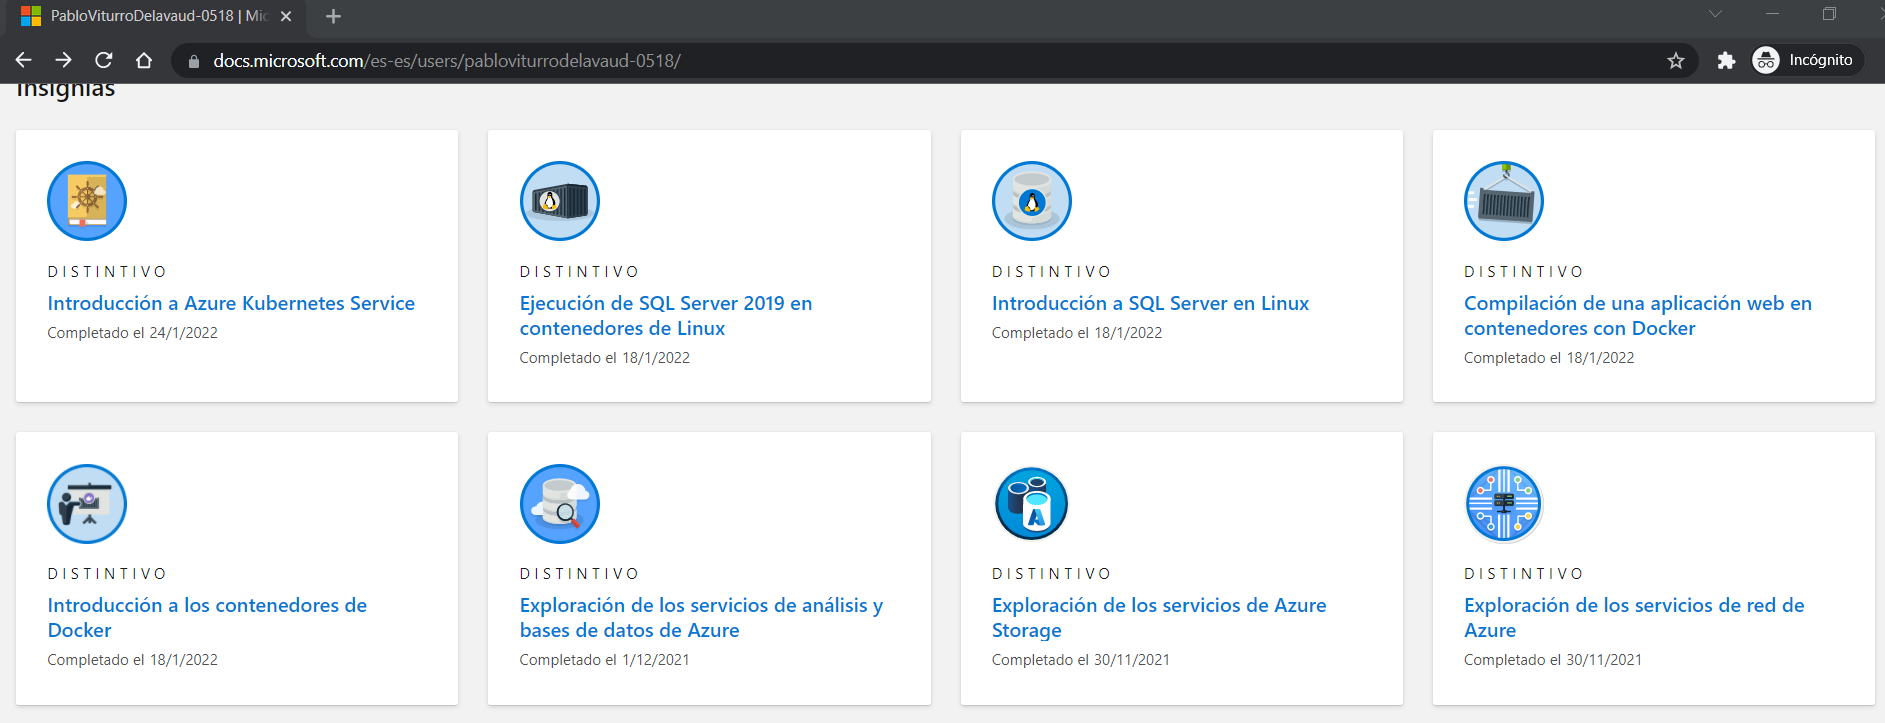 PabloViturroDelavaud-0518 | Mic
docs.microsoft.com/es-es/users/pabloviturrodelavaud-0518/
Incógnito
Insignias
DISTINTIVO
Introducción a Azure Kubernetes Service
Completado el 24/1/2022
DISTINTIVO
Ejecución de SQL Server 2019 en
contenedores de Linux
Completado el 18/1/2022
DISTINTIVO
Introducción a SQL Server en Linux
Completado el 18/1/2022
DISTINTIVO
Compilación de una aplicación web en
contenedores con Docker
Completado el 18/1/2022
DISTINTIVO
Introducción a los contenedores de
Docker
Completado el 18/1/2022
DISTINTIVO
Exploración de los servicios de análisis y
bases de datos de Azure
Completado el 1/12/2021
DISTINTIVO
Exploración de los servicios de Azure
Storage
Completado el 30/11/2021
DISTINTIVO
Exploración de los servicios de red de
Azure
Completado el 30/11/2021